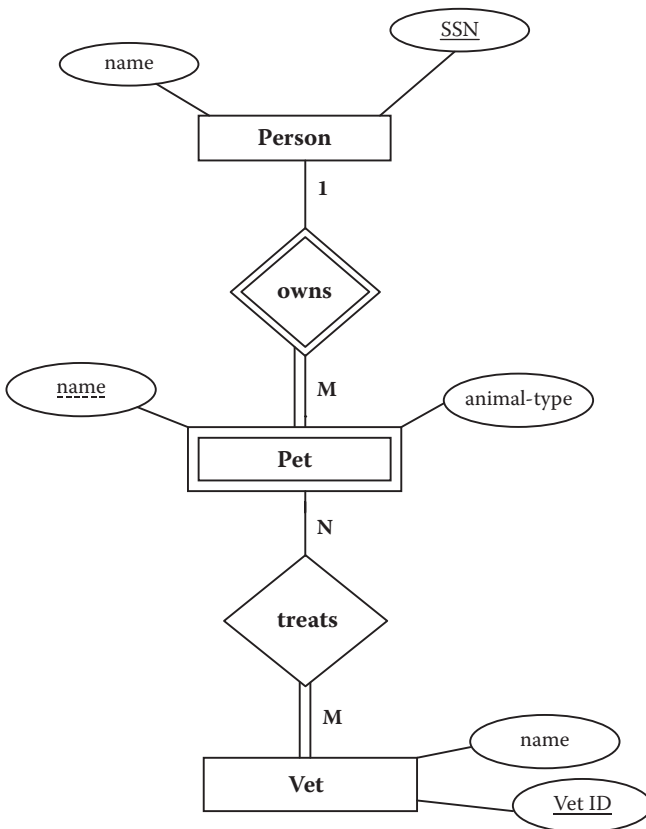 SSN
name
Person
1
owns
name
M
animal-type
Pet
N
treats
M
name
Vet
Vet ID